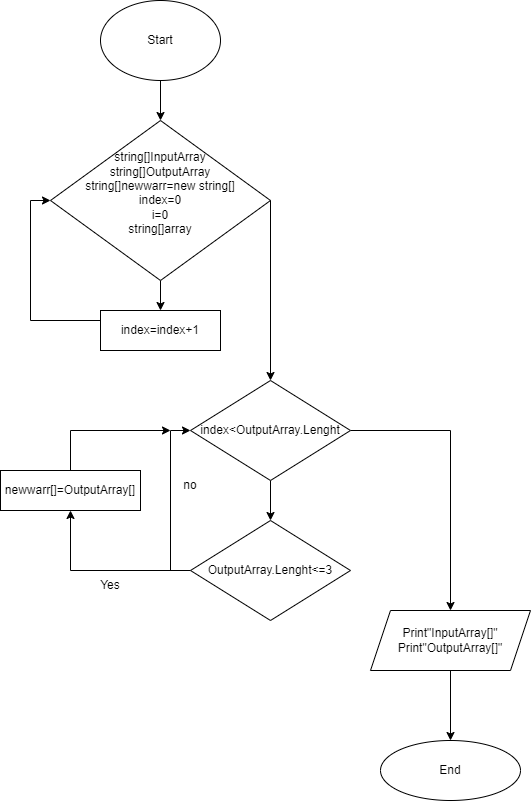 Start
string[]InputArray
string[]OutputArray
string[]newwarr=new string[]
index=0
i=0
string[]array
index=index+1
index<OutputArray.Lenght
newwarr[]=OutputArray[]
no
OutputArray.Lenght<=3
Yes
Print"InputArray[]"
Print"OutputArray[]"
End